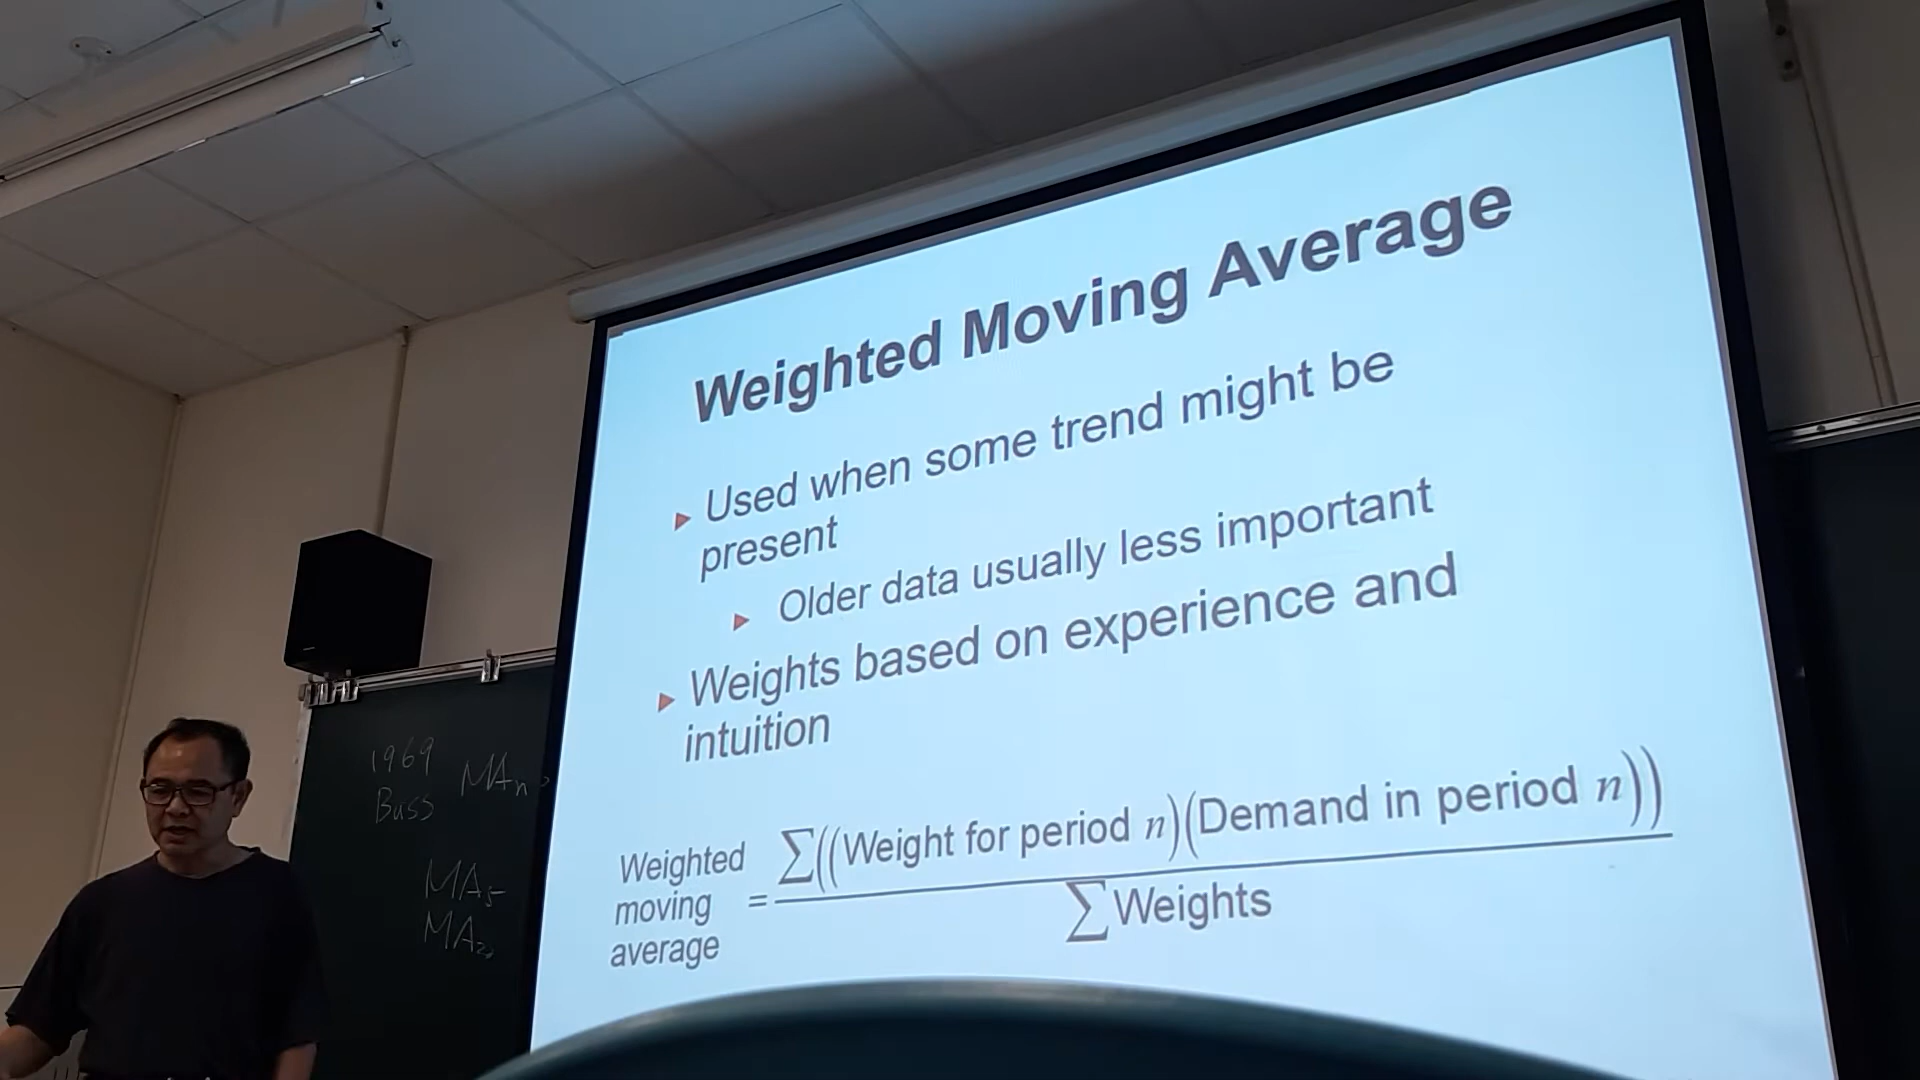 Weighted Moving Average
▶ Used when some trend might be
present
▶ Older data usually less important
▶ Weights based on experience and
intuition
Weighted
moving
average
=
∑((Weight for period n)(Demand in period n))
∑Weights
1969
Buss
MAn
MA5